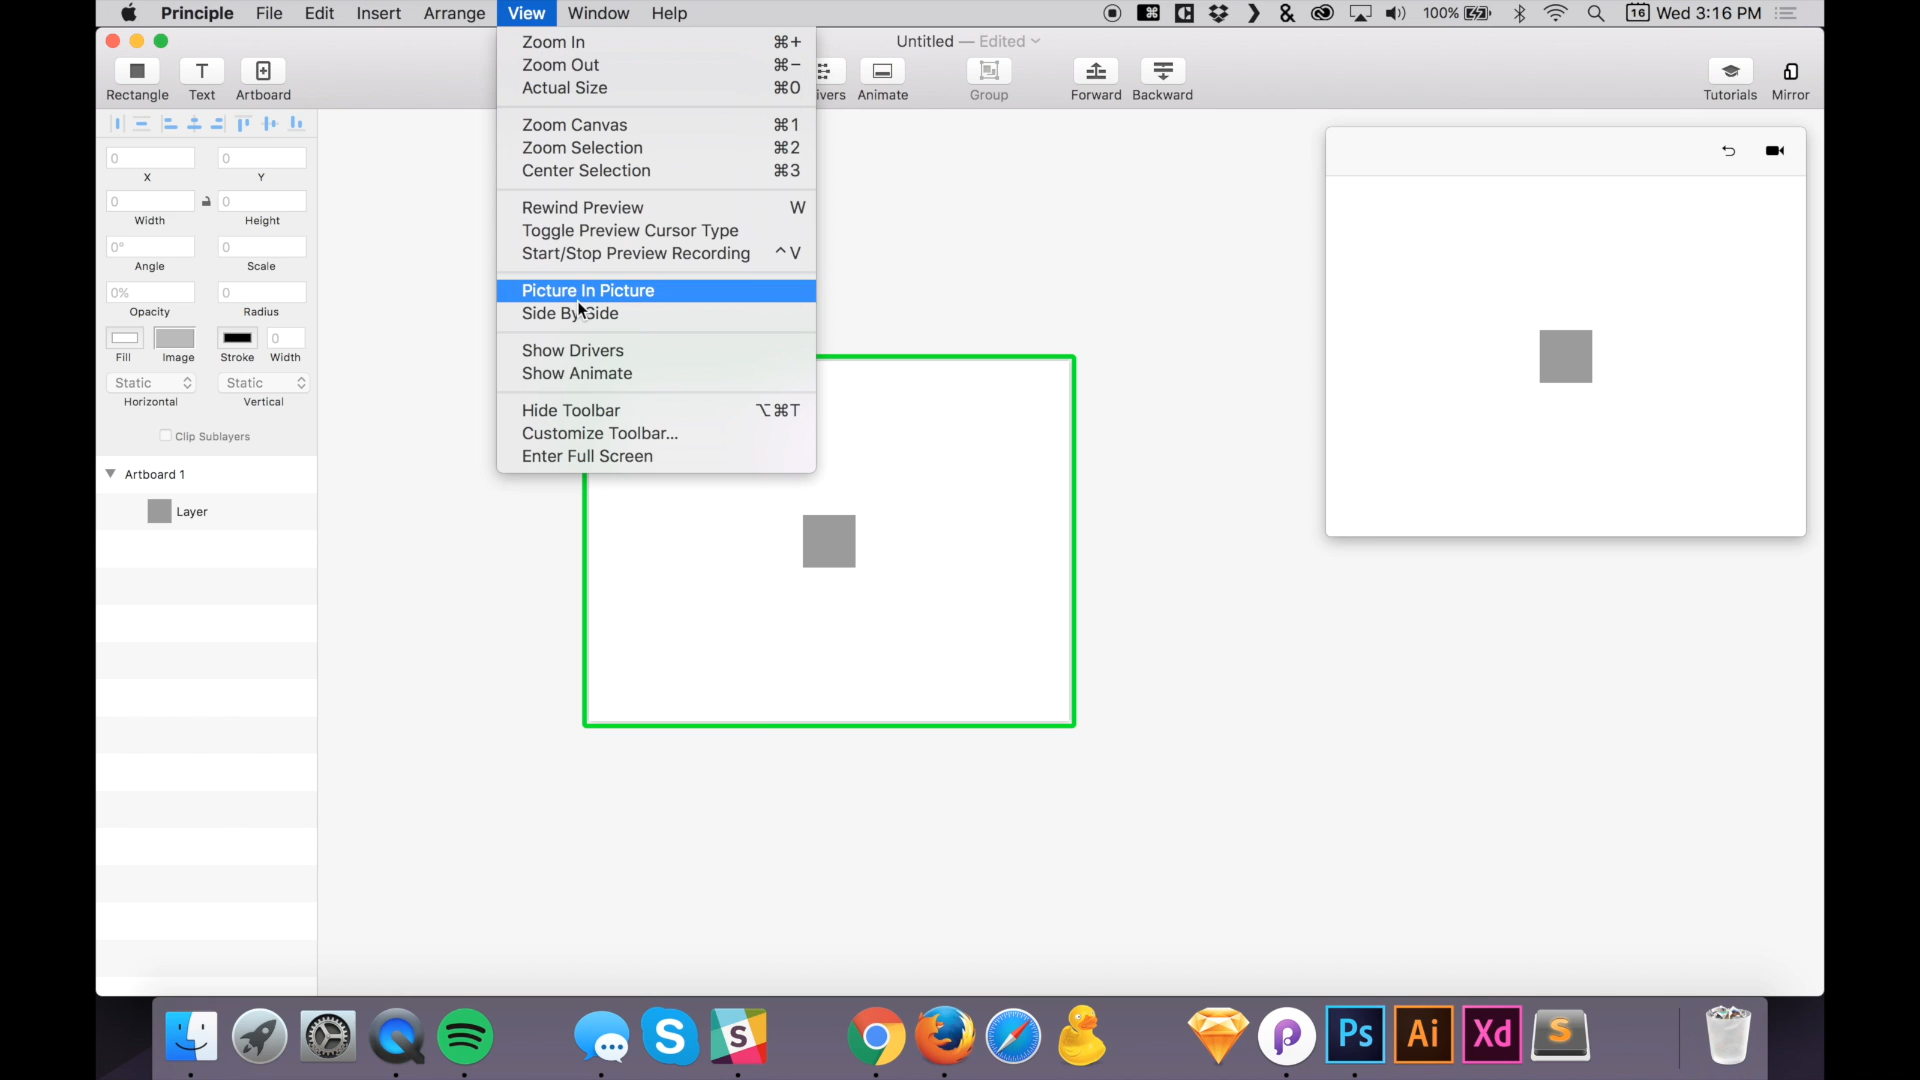 Principle File Edit Insert Arrange View Window Help 100% 16 Wed 3:16 PM
Untitled — Edited
Rectangle Text Artboard ivers Animate Group Forward Backward Tutorials Mirror
Zoom In ⌘+
Zoom Out ⌘−
Actual Size ⌘0
Zoom Canvas ⌘1
Zoom Selection ⌘2
Center Selection ⌘3
Rewind Preview W
Toggle Preview Cursor Type
Start/Stop Preview Recording ^V
Picture In Picture
Side By Side
Show Drivers
Show Animate
Hide Toolbar ⌥⌘T
Customize Toolbar...
Enter Full Screen
0 0
X Y
0 0
Width Height
0° 0
Angle Scale
0% 0
Opacity Radius
0
Fill Image Stroke Width
Static Static
Horizontal Vertical
Clip Sublayers
Artboard 1
Layer
Ps Ai Xd